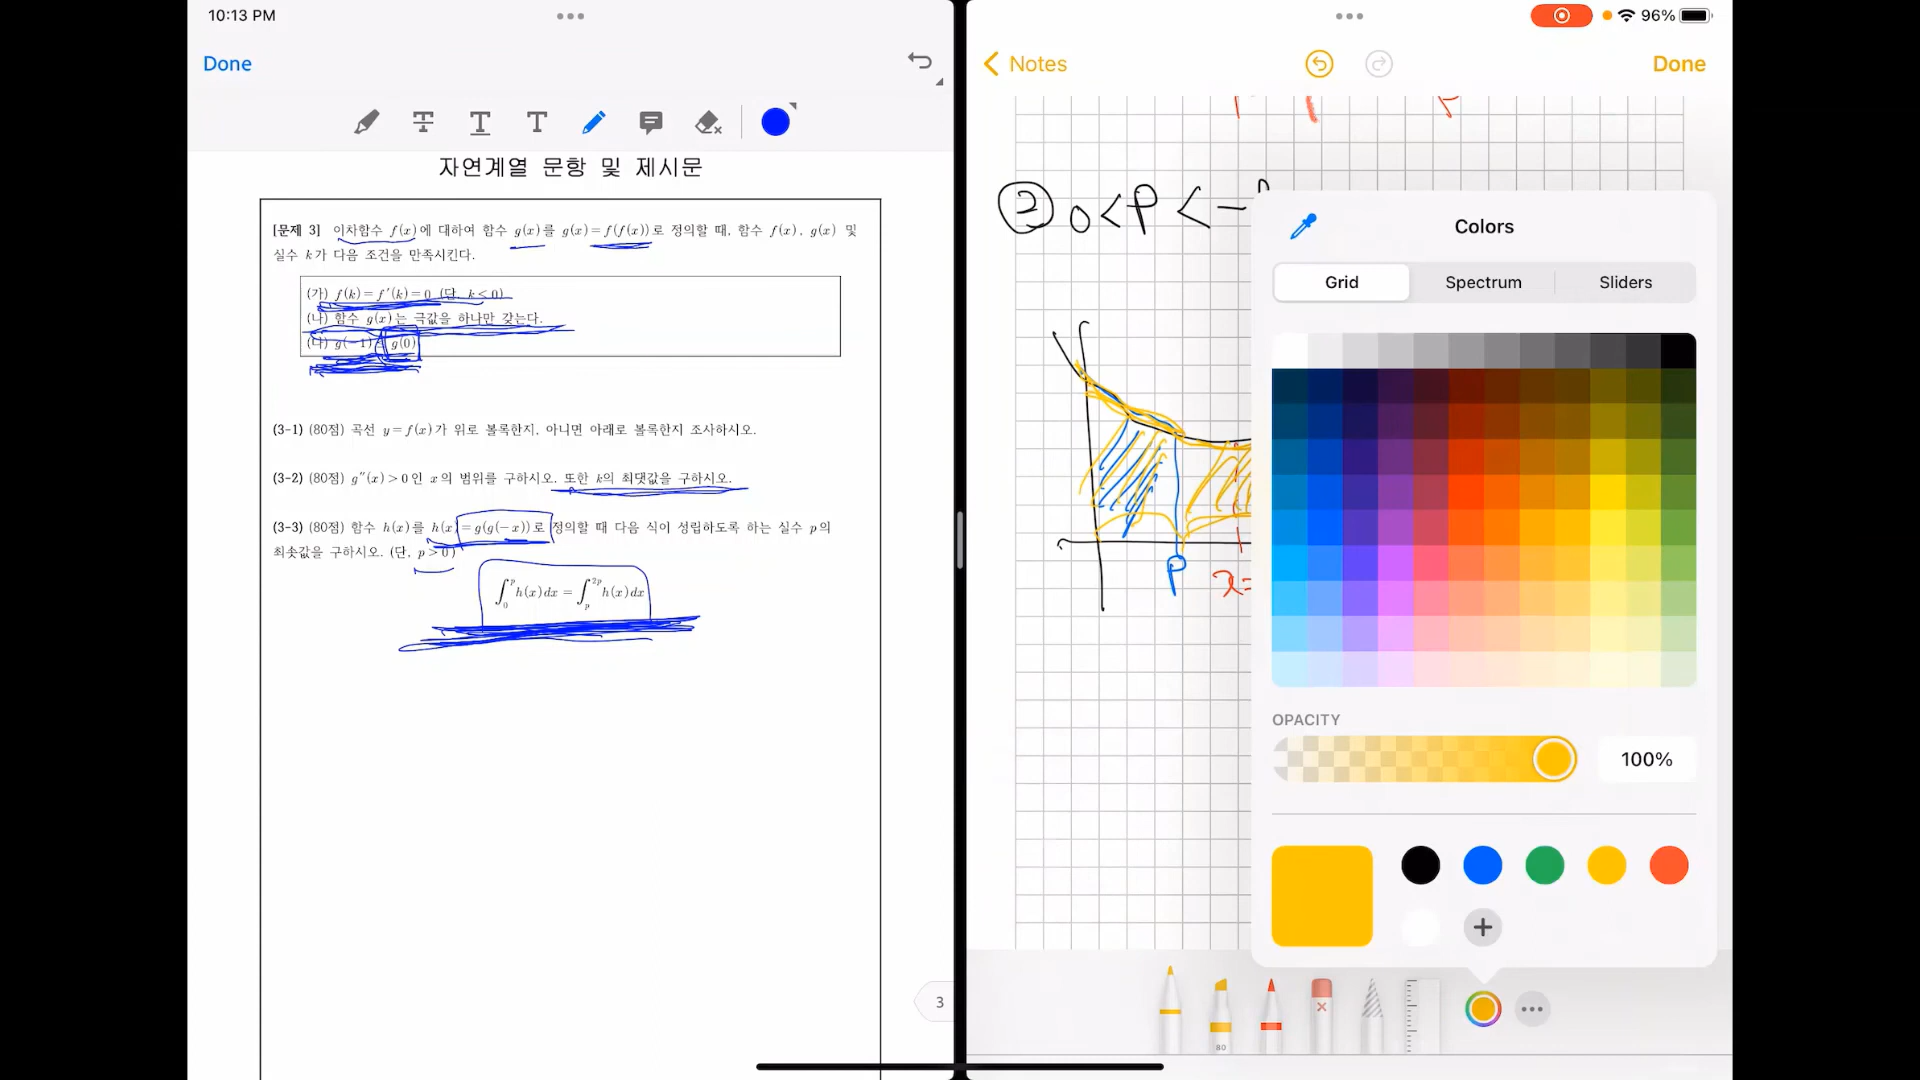 10:13 PM
Done
자연계열 문항 및 제시문
[문제 3] 이차함수 f(x)에 대하여 함수 g(x)를 g(x)=f(f(x))로 정의할 때, 함수 f(x), g(x) 및
실수 k가 다음 조건을 만족시킨다.
(가) f(k)=f′(k)=0 (단, k<0)
(나) 함수 g(x)는 극값을 하나만 갖는다.
(다) g(−1)=g(0)
(3-1) (80점) 곡선 y=f(x)가 위로 볼록한지, 아니면 아래로 볼록한지 조사하시오.
(3-2) (80점) g″(x)>0인 x의 범위를 구하시오. 또한 k의 최댓값을 구하시오.
(3-3) (80점) 함수 h(x)를 h(x)=g(g(−x))로 정의할 때 다음 식이 성립하도록 하는 실수 p의
최솟값을 구하시오. (단, p>0)
∫₀ᵖ h(x)dx = ∫ₚ²ᵖ h(x)dx
3
96%
Notes
Done
② 0<p<−
p
x=
Colors
Grid
Spectrum
Sliders
OPACITY
100%
80